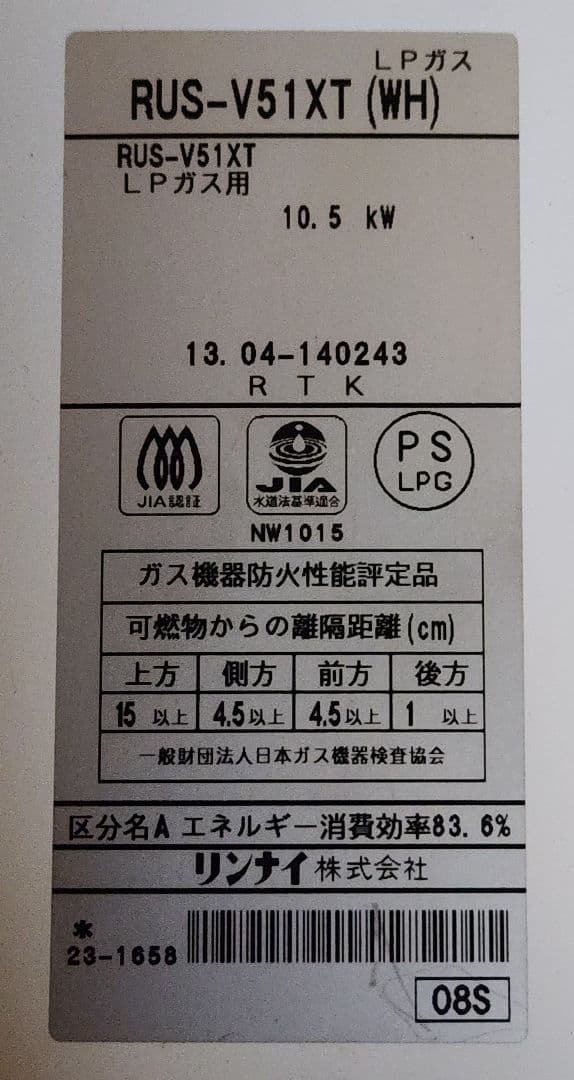 LPガス
RUS-V51XT(WH)
RUS-V51XT
LPガス用
10.5 kW
13.04-140243
RTK
JIA認証
JIA
水道法基準適合
PS
LPG
NW1015
ガス機器防火性能評定品
可燃物からの離隔距離(cm)
上方 側方 前方 後方
15以上 4.5以上 4.5以上 1以上
一般財団法人日本ガス機器検査協会
区分名A エネルギー消費効率83.6%
リンナイ株式会社
水
23-1658
08S